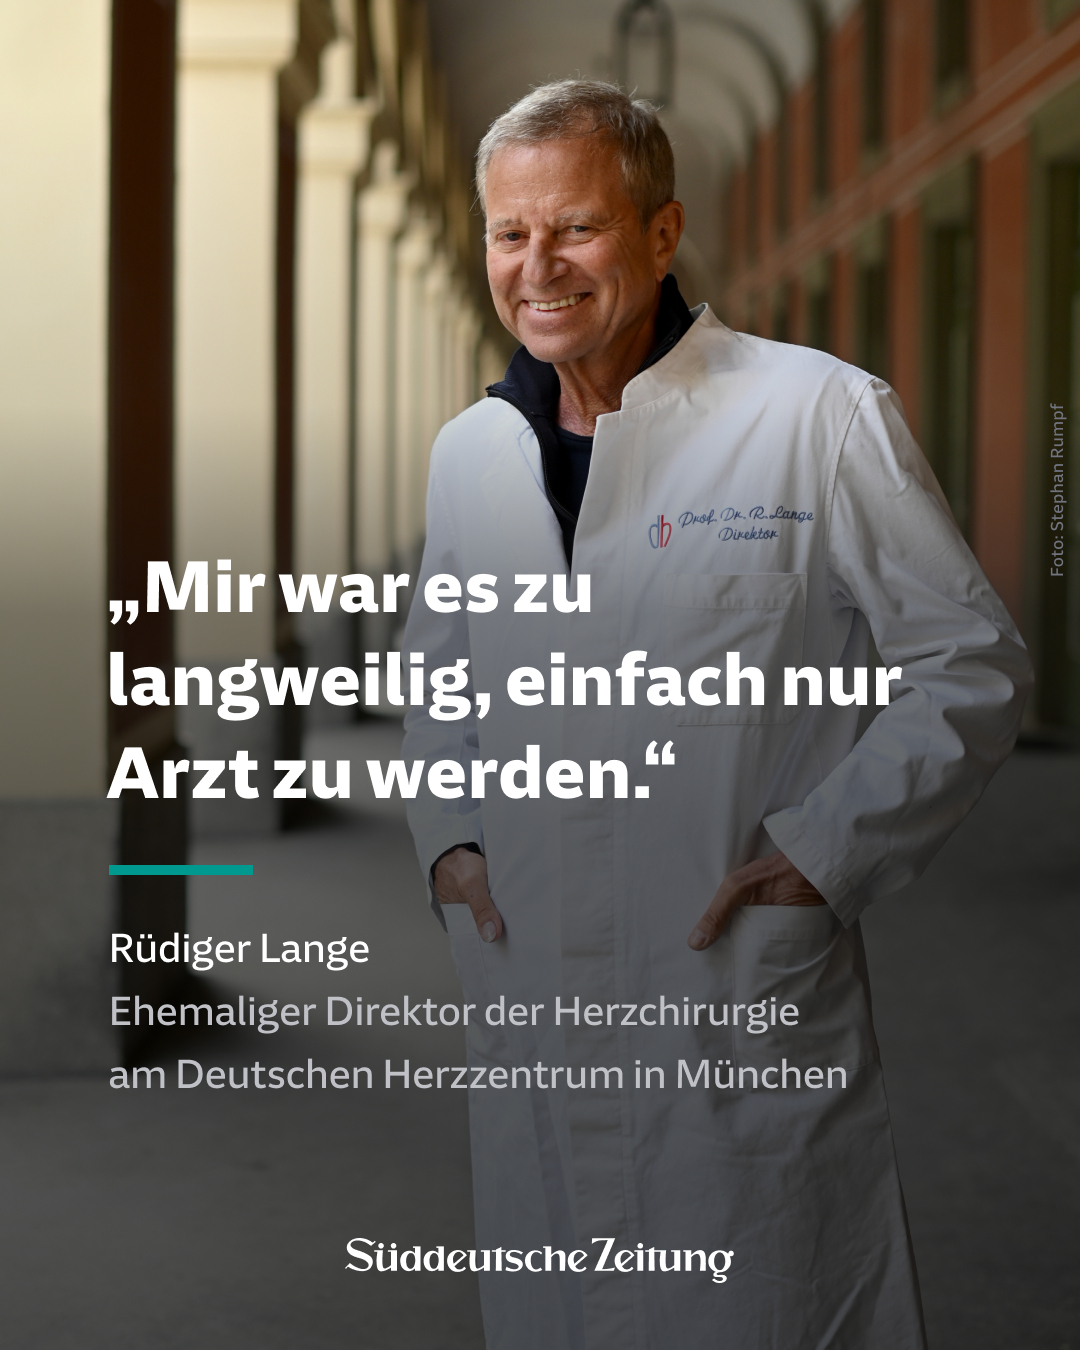 Prof. Dr. R. Lange
Direktor
Foto: Stephan Rumpf
„Mir war es zu
langweilig, einfach nur
Arzt zu werden.“
Rüdiger Lange
Ehemaliger Direktor der Herzchirurgie
am Deutschen Herzzentrum in München
Süddeutsche Zeitung